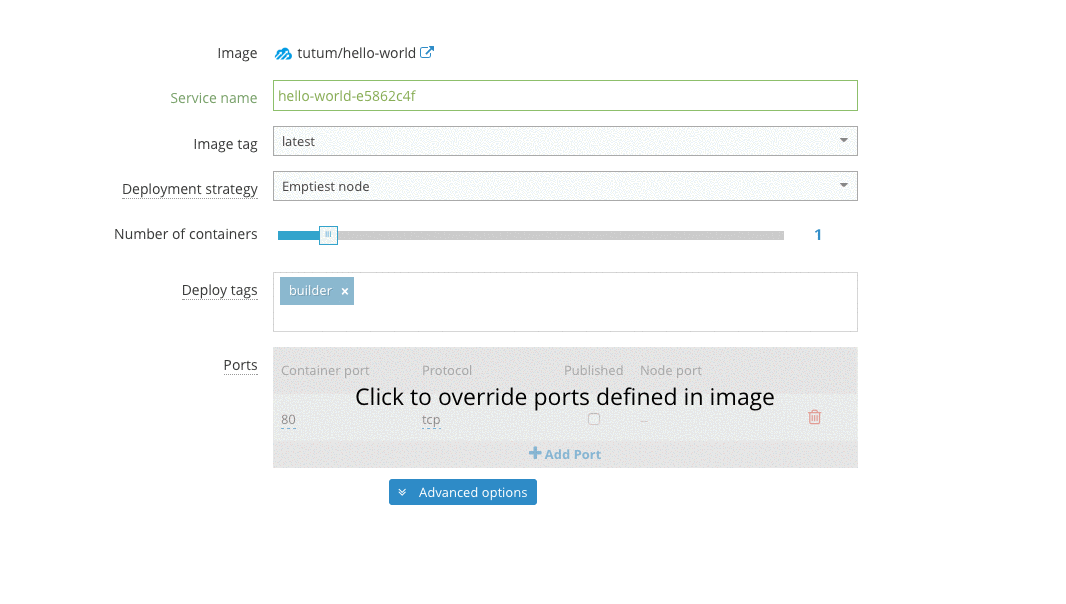 Image tutum/hello-world
Service name hello-world-e5862c4f
Image tag latest
Deployment strategy Emptiest node
Number of containers 1
Deploy tags builder ×
Ports
Container port Protocol Published Node port
Click to override ports defined in image
80 tcp –
Add Port
Advanced options